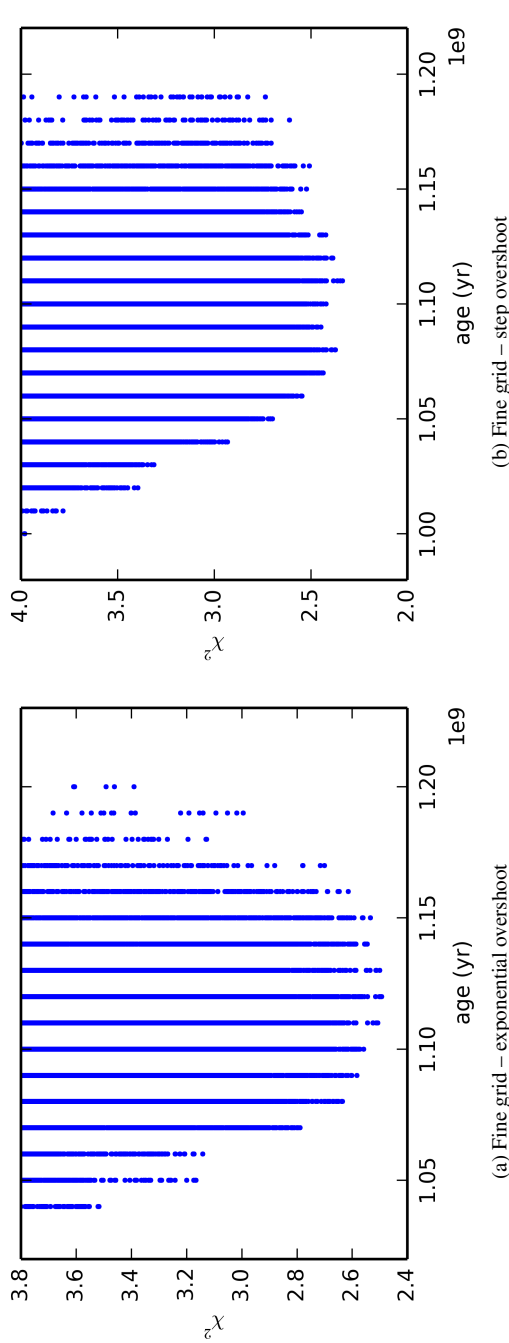 χ²
3.8
3.6
3.4
3.2
3.0
2.8
2.6
2.4
1.05 1.10 1.15 1.20
1e9
age (yr)
(a) Fine grid – exponential overshoot
χ²
4.0
3.5
3.0
2.5
2.0
1.00 1.05 1.10 1.15 1.20
1e9
age (yr)
(b) Fine grid – step overshoot